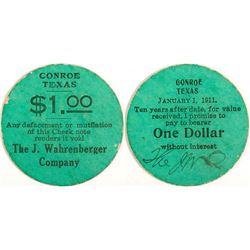 CONROE
TEXAS
$1.00
Any defacement or mutflation
of this Check note
renders it void
The J. Wahrenberger
Company
CONROE
TEXAS
JANUARY 1, 1911.
Ten years after date, for value
received, I promise to
pay to bearer
One Dollar
without interest